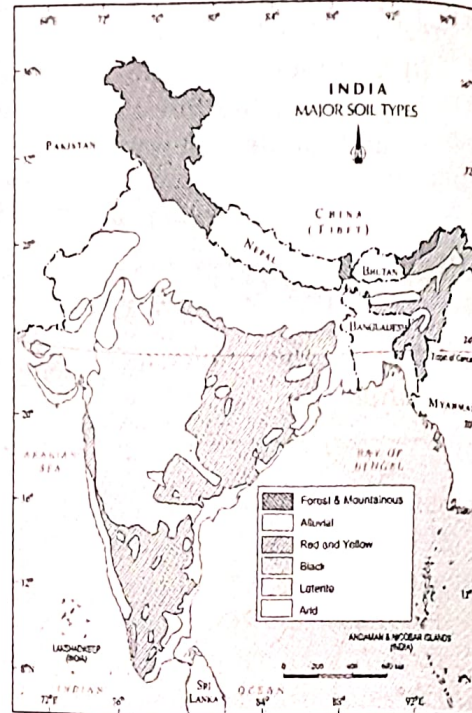 INDIA
MAJOR SOIL TYPES
PAKISTAN
CHINA
(TIBET)
NEPAL
BHUTAN
BANGLADESH
Tropic of
MYANMAR
ARABIAN
SEA
BAY OF
BENGAL
Forest & Mountainous
Alluvial
Red and Yellow
Black
Laterite
Arid
LAKSHADWEEP
(INDIA)
ANDAMAN & NICOBAR ISLANDS
(INDIA)
INDIAN
OCEAN
SRI
LANKA
72°E
76°
84°